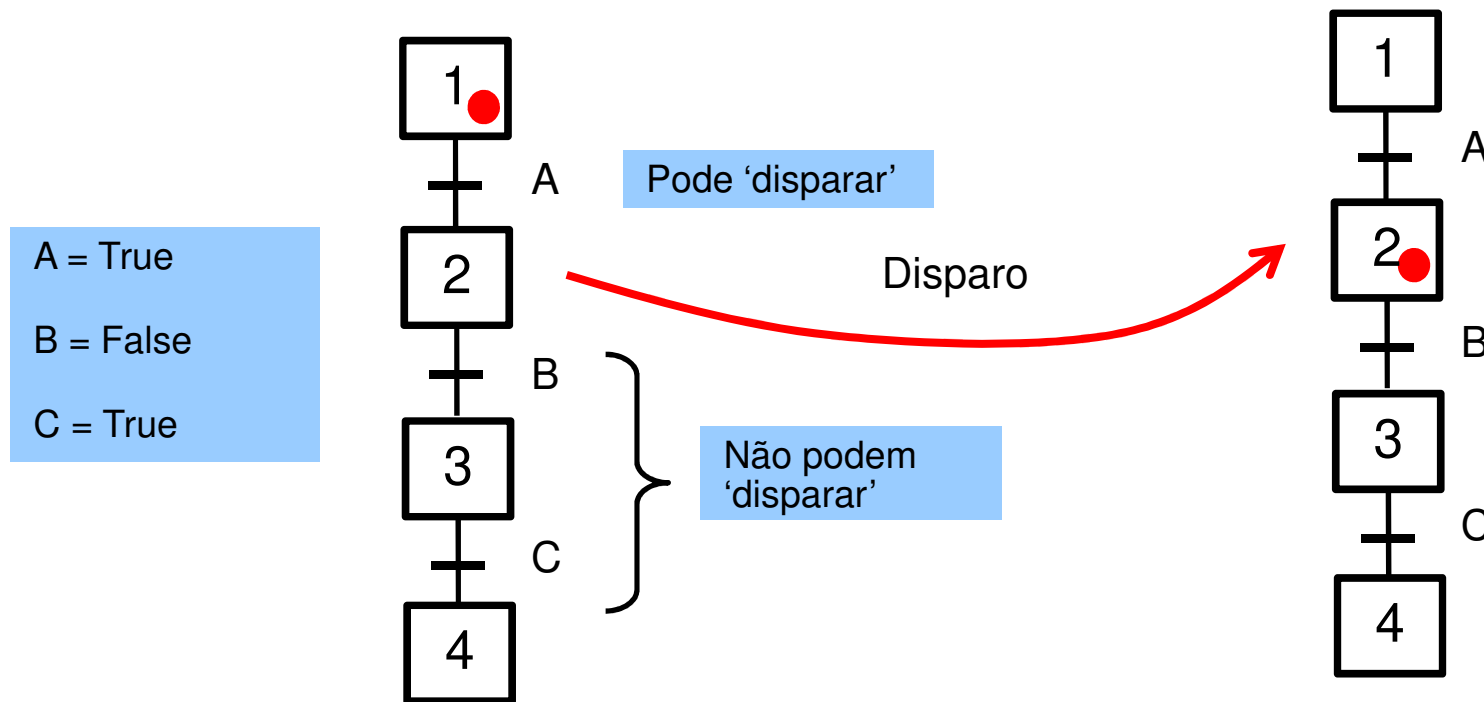 A = True
B = False
C = True
1
A
2
B
3
C
4
Pode ‘disparar’
Disparo
Não podem
‘disparar’
1
A
2
B
3
C
4